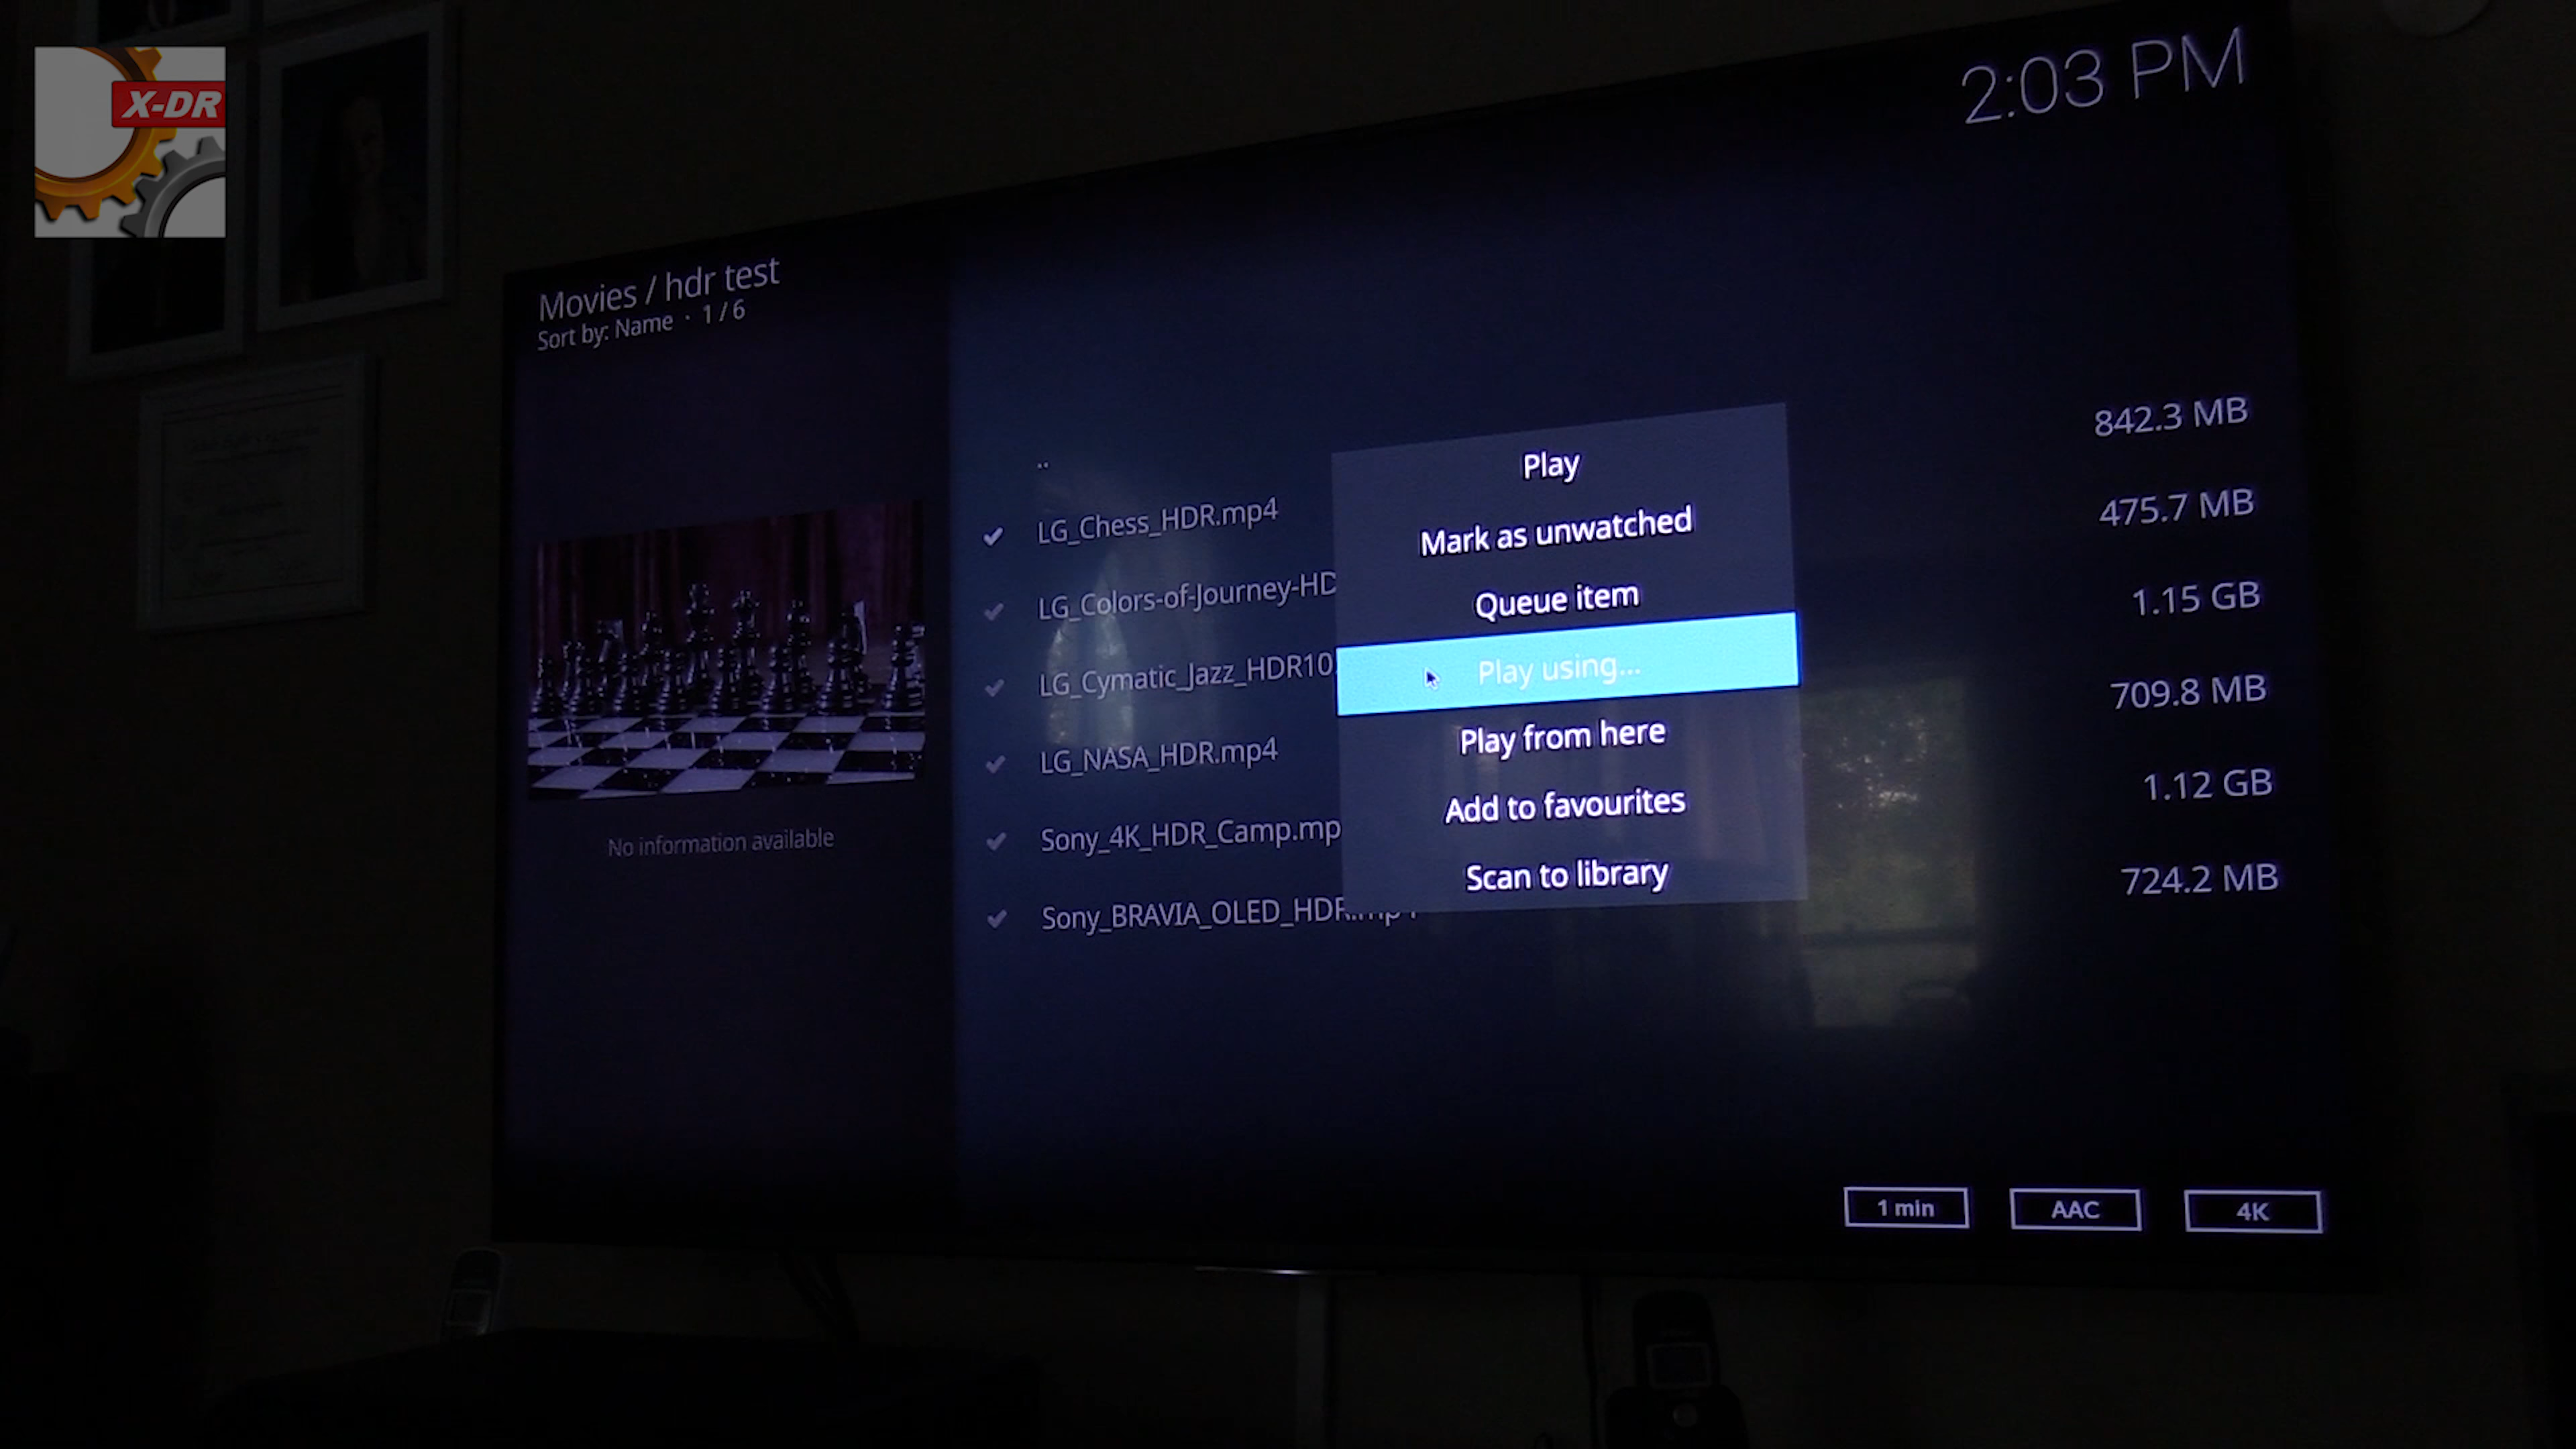 X-DR
2:03 PM
Movies / hdr test
Sort by: Name · 1 / 6
..
LG_Chess_HDR.mp4
842.3 MB
LG_Colors-of-Journey-HD
475.7 MB
LG_Cymatic_Jazz_HDR10.
1.15 GB
LG_NASA_HDR.mp4
709.8 MB
Sony_4K_HDR_Camp.mp
1.12 GB
Sony_BRAVIA_OLED_HDR.mp4
724.2 MB
Play
Mark as unwatched
Queue item
Play using...
Play from here
Add to favourites
Scan to library
No information available
1 min
AAC
4K